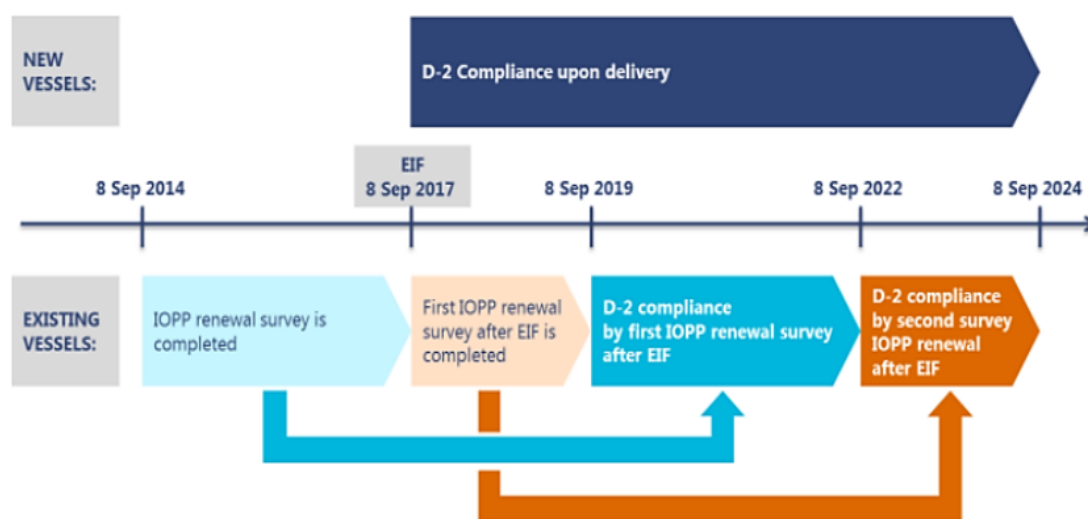 NEW
VESSELS:
D-2 Compliance upon delivery
EIF
8 Sep 2014
8 Sep 2017
8 Sep 2019
8 Sep 2022
8 Sep 2024
EXISTING
VESSELS:
IOPP renewal survey is
completed
First IOPP renewal
survey after EIF is
completed
D-2 compliance
by first IOPP renewal survey
after EIF
D-2 compliance
by second survey
IOPP renewal
after EIF